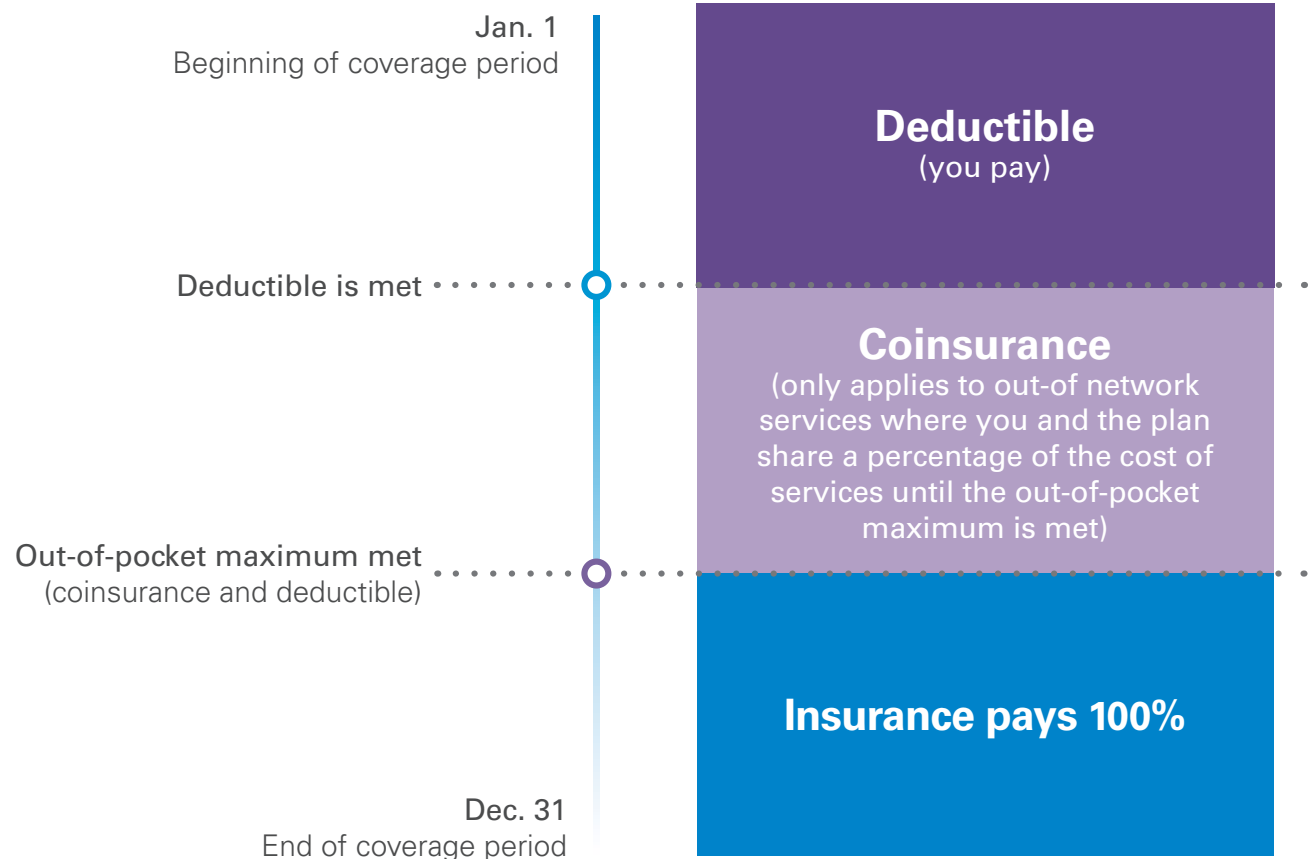 Jan. 1
Beginning of coverage period
Deductible
(you pay)
Deductible is met
Coinsurance
(only applies to out-of network
services where you and the plan
share a percentage of the cost of
services until the out-of-pocket
maximum is met)
Out-of-pocket maximum met
(coinsurance and deductible)
Insurance pays 100%
Dec. 31
End of coverage period